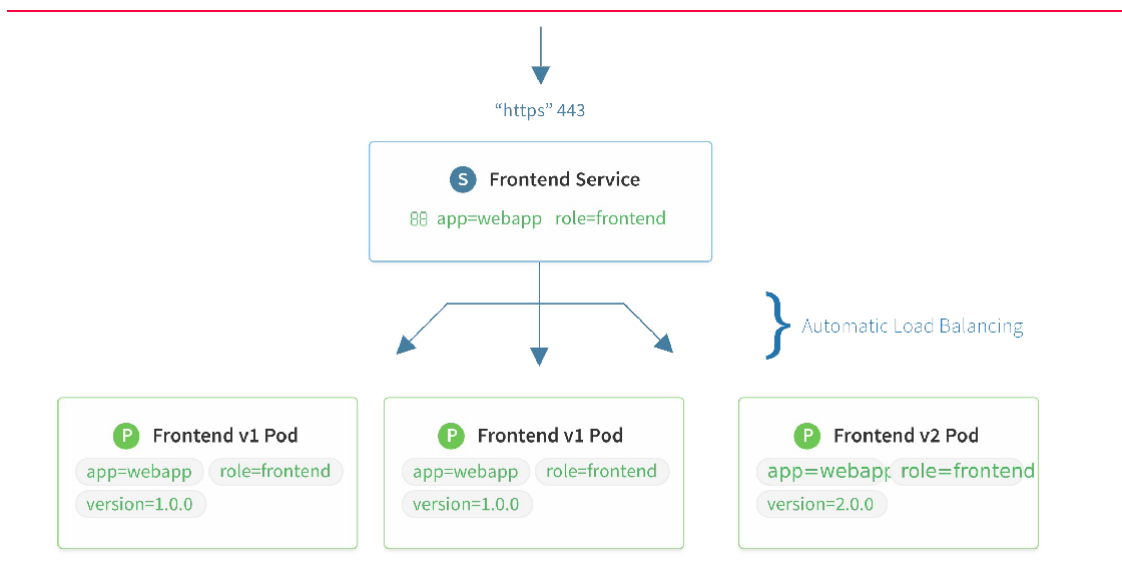 “https” 443
S Frontend Service
app=webapp role=frontend
Automatic Load Balancing
P Frontend v1 Pod
app=webapp role=frontend
version=1.0.0
P Frontend v1 Pod
app=webapp role=frontend
version=1.0.0
P Frontend v2 Pod
app=webapp role=frontend
version=2.0.0